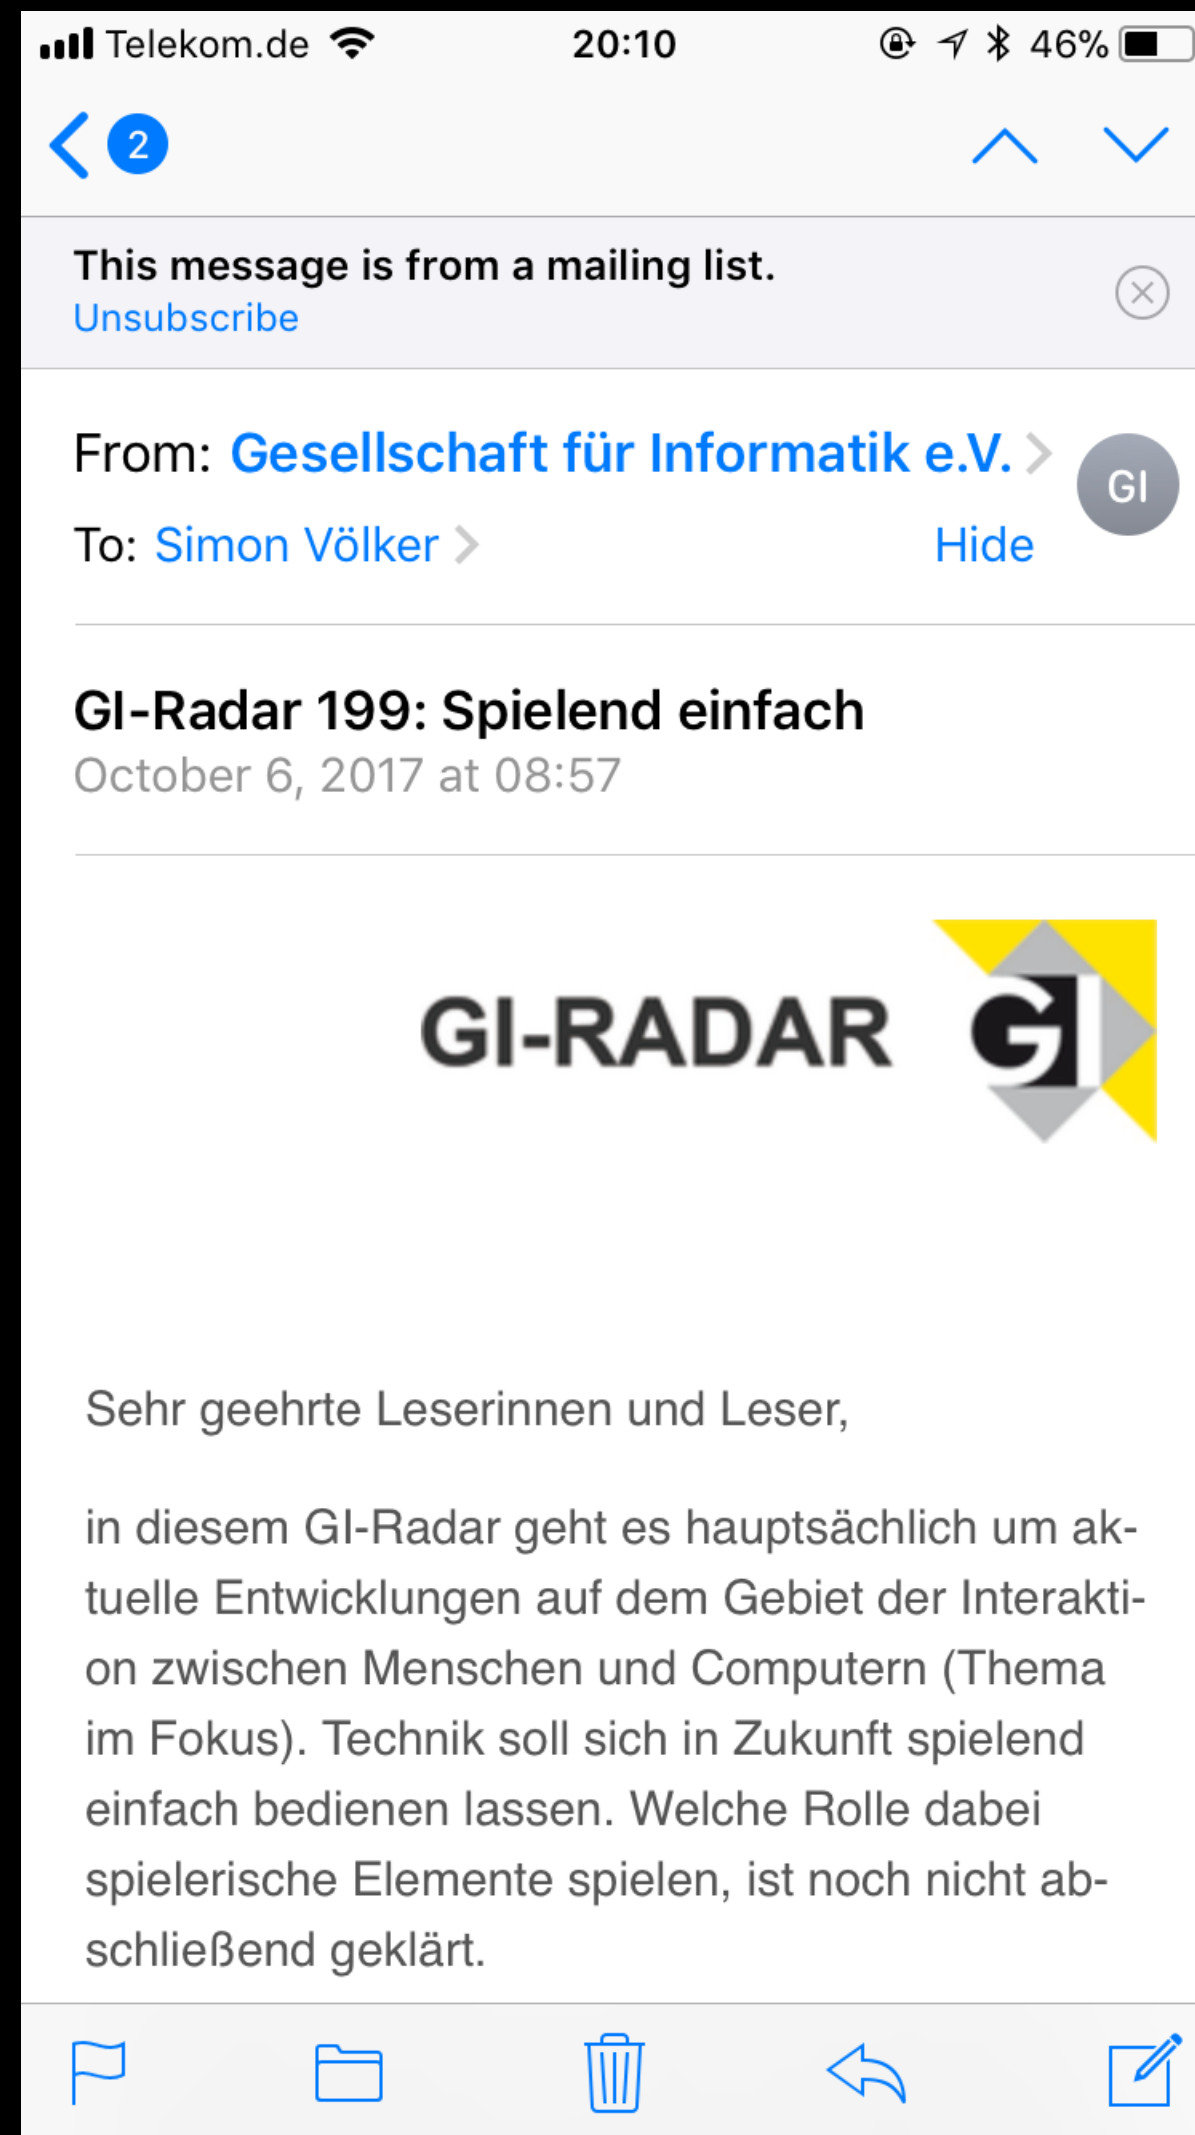 Telekom.de 20:10 46%
2
This message is from a mailing list.
Unsubscribe
From: Gesellschaft für Informatik e.V.
GI
To: Simon Völker Hide
GI-Radar 199: Spielend einfach
October 6, 2017 at 08:57
GI-RADAR GI
Sehr geehrte Leserinnen und Leser,
in diesem GI-Radar geht es hauptsächlich um ak-
tuelle Entwicklungen auf dem Gebiet der Interakti-
on zwischen Menschen und Computern (Thema
im Fokus). Technik soll sich in Zukunft spielend
einfach bedienen lassen. Welche Rolle dabei
spielerische Elemente spielen, ist noch nicht ab-
schließend geklärt.